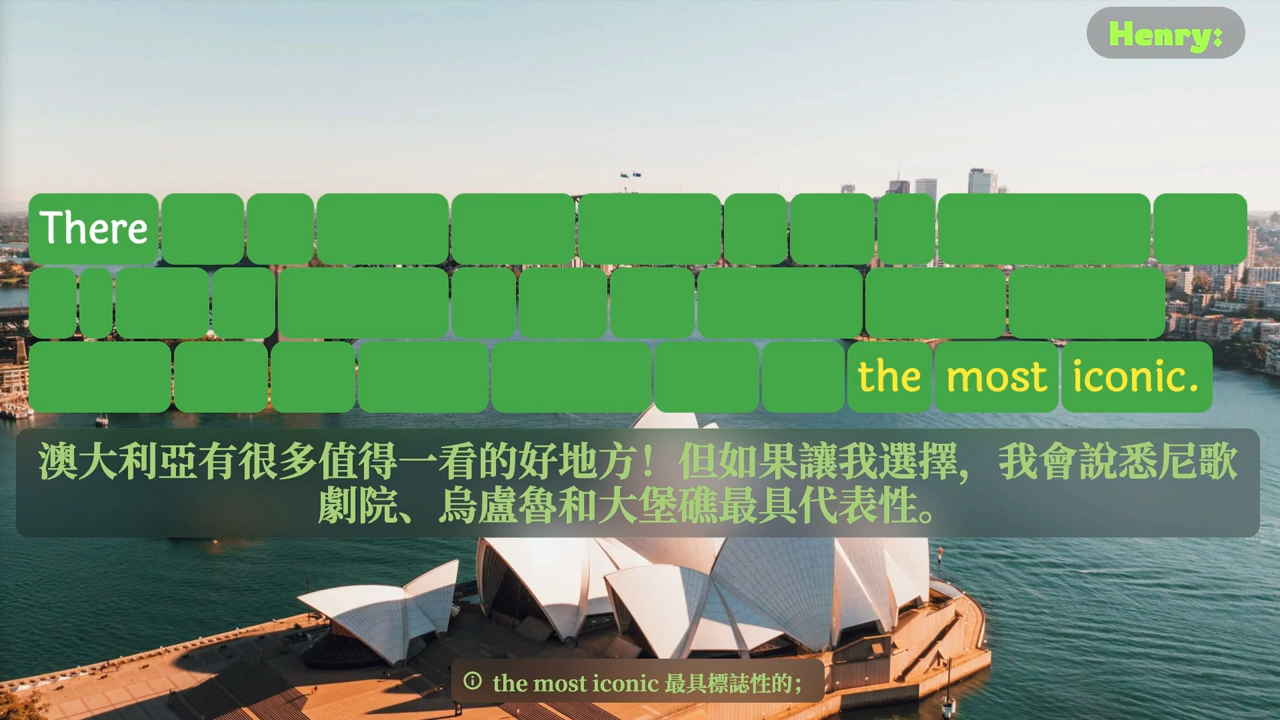 Henry:
There
the most iconic.
澳大利亞有很多值得一看的好地方！但如果讓我選擇，我會說悉尼歌
劇院、烏盧魯和大堡礁最具代表性。
the most iconic 最具標誌性的；